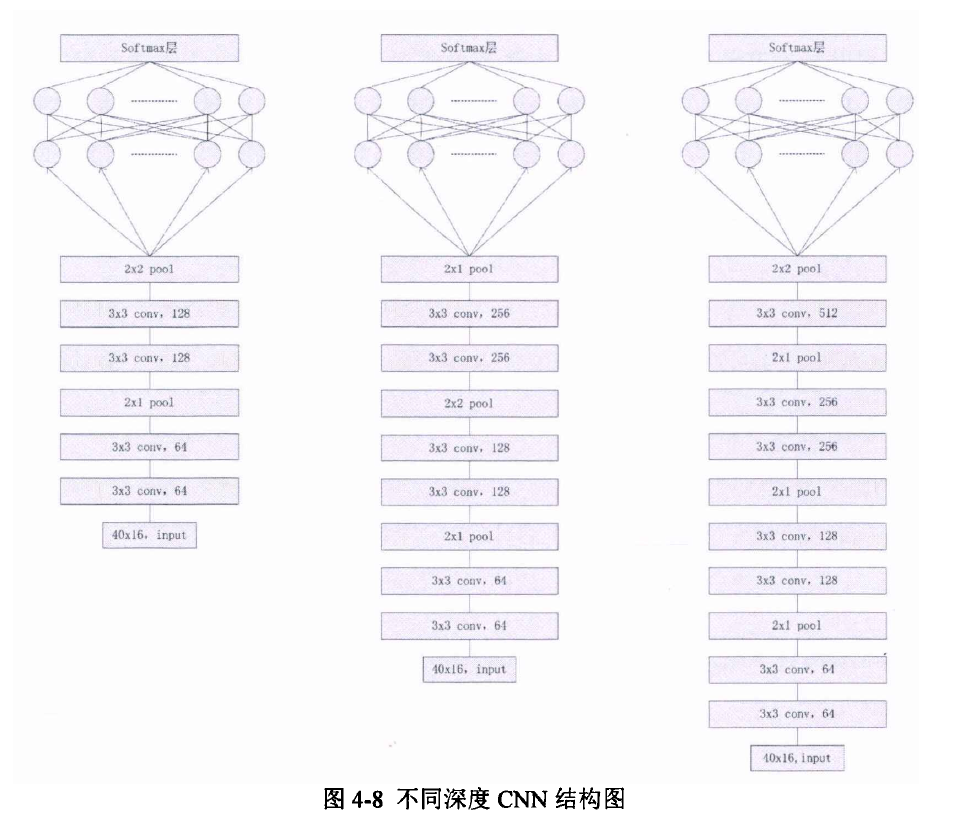 Softmax层
2x2 pool
3x3 conv, 128
3x3 conv, 128
2x1 pool
3x3 conv, 64
3x3 conv, 64
40x16, input
Softmax层
2x1 pool
3x3 conv, 256
3x3 conv, 256
2x2 pool
3x3 conv, 128
3x3 conv, 128
2x1 pool
3x3 conv, 64
3x3 conv, 64
40x16, input
Softmax层
2x2 pool
3x3 conv, 512
2x1 pool
3x3 conv, 256
3x3 conv, 256
2x1 pool
3x3 conv, 128
3x3 conv, 128
2x1 pool
3x3 conv, 64
3x3 conv, 64
40x16,input
图 4-8 不同深度 CNN 结构图